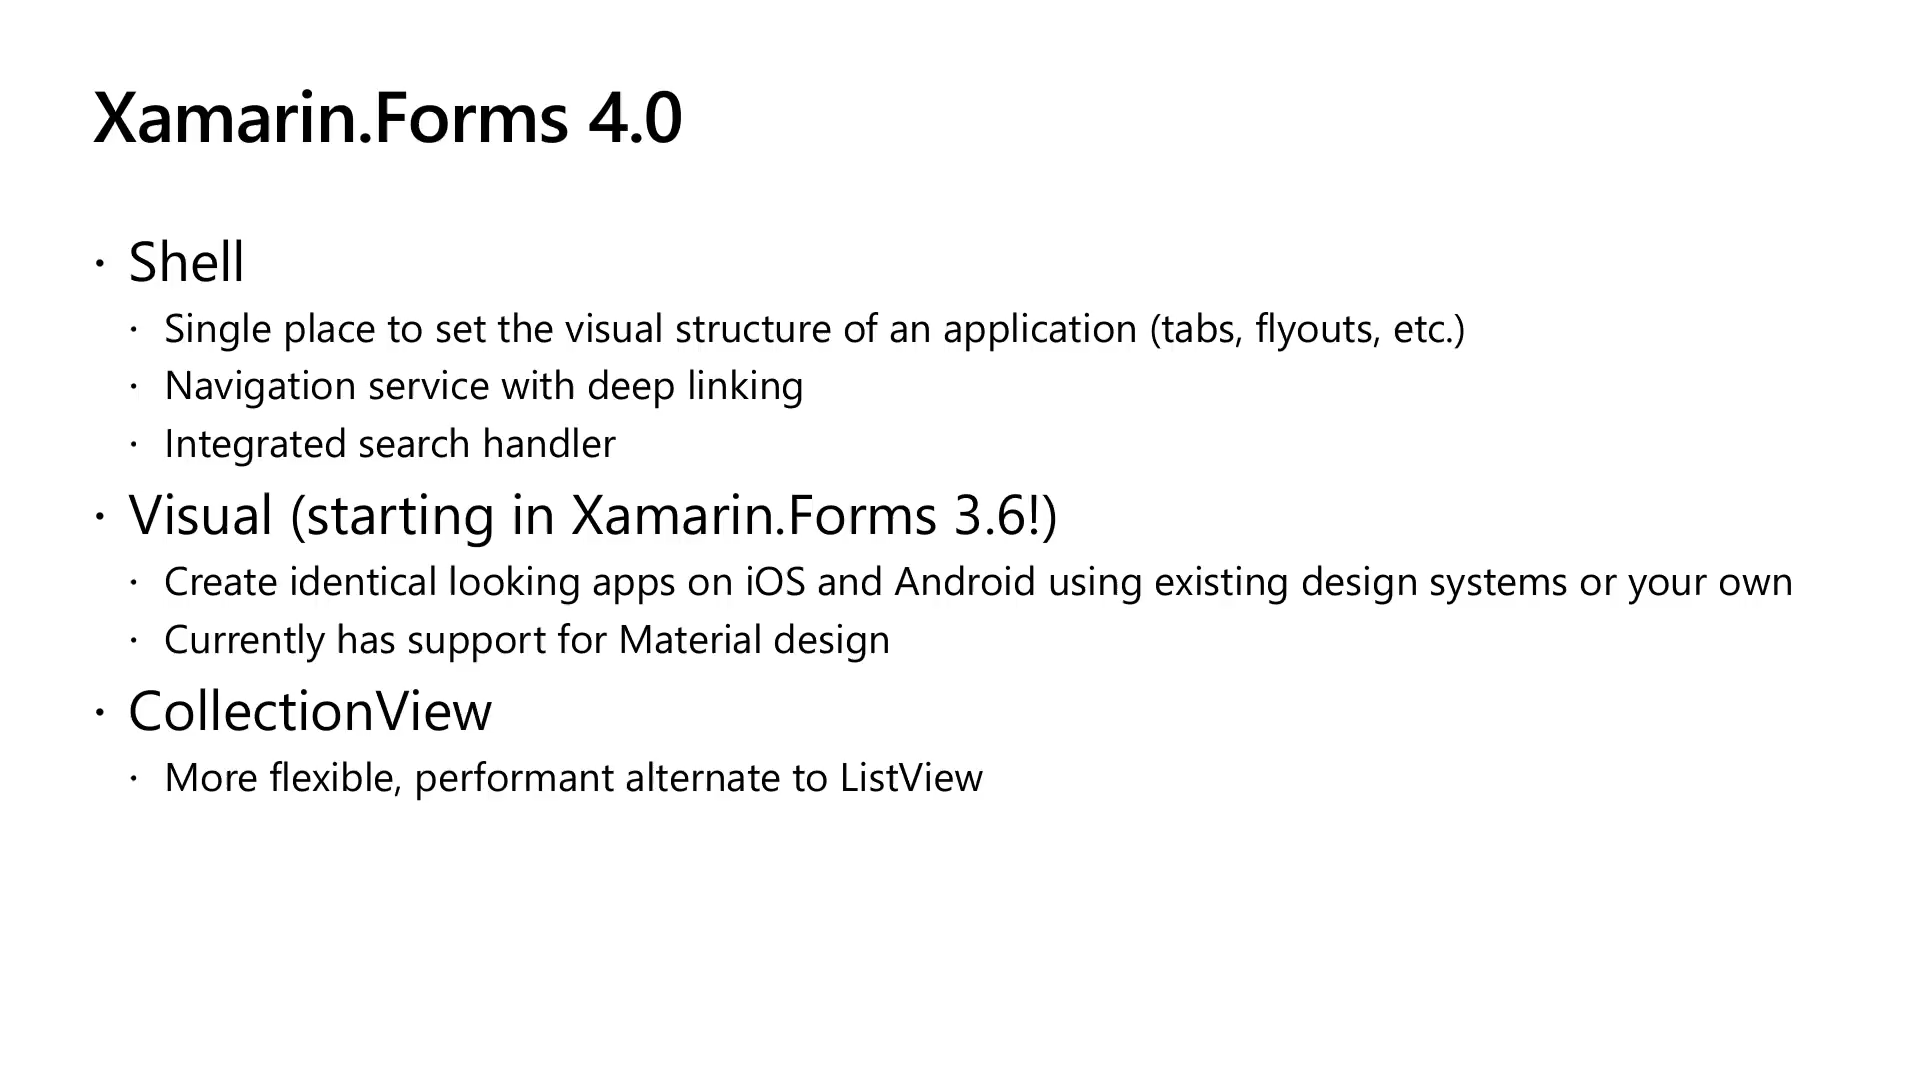 Xamarin.Forms 4.0
· Shell
· Single place to set the visual structure of an application (tabs, flyouts, etc.)
· Navigation service with deep linking
· Integrated search handler
· Visual (starting in Xamarin.Forms 3.6!)
· Create identical looking apps on iOS and Android using existing design systems or your own
· Currently has support for Material design
· CollectionView
· More flexible, performant alternate to ListView